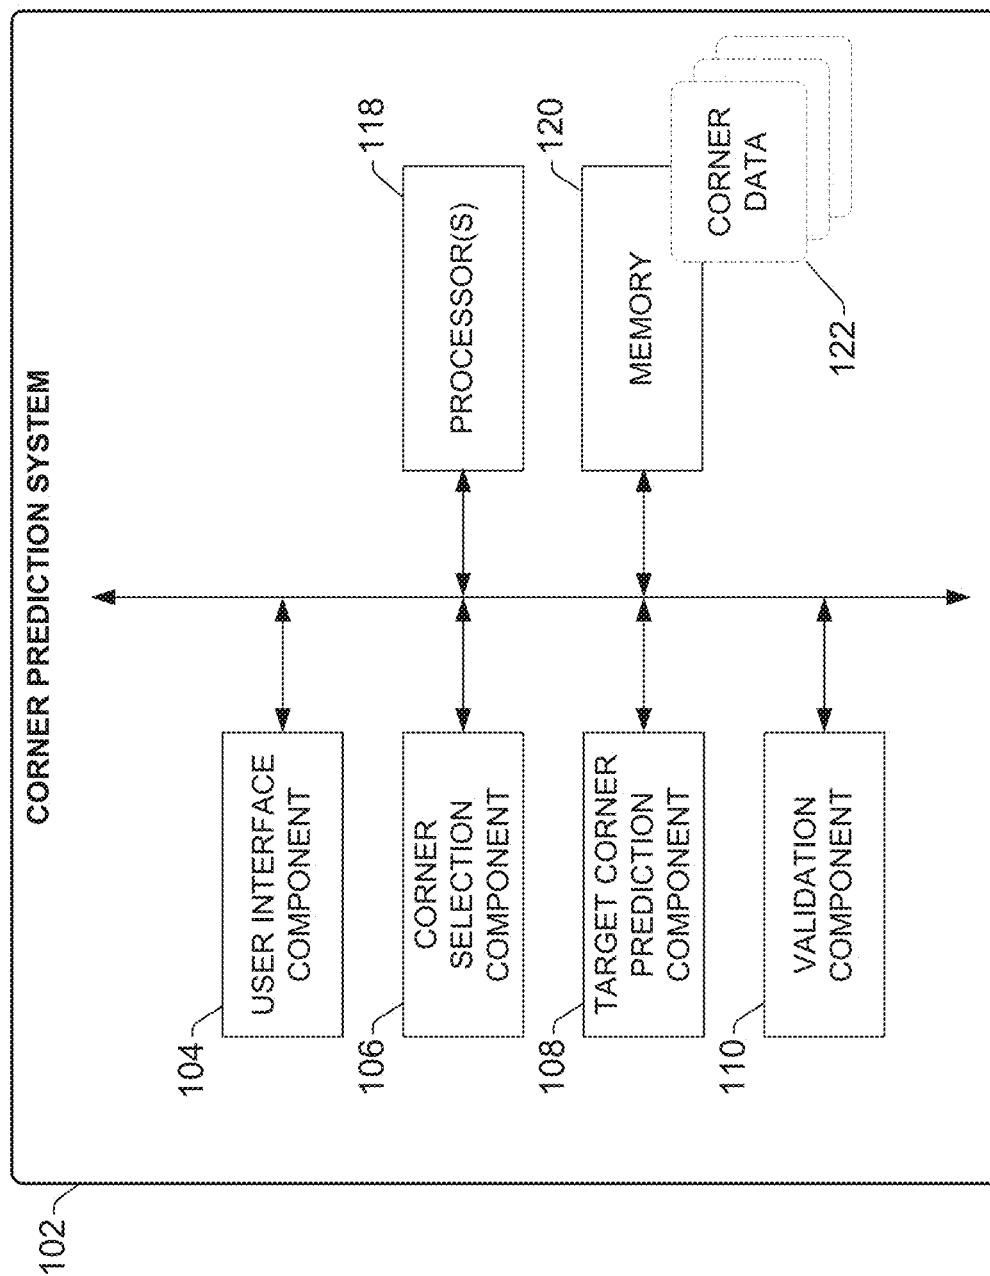 CORNER PREDICTION SYSTEM
102
104
USER INTERFACE
COMPONENT
106
CORNER
SELECTION
COMPONENT
108
TARGET CORNER
PREDICTION
COMPONENT
110
VALIDATION
COMPONENT
118
PROCESSOR(S)
120
MEMORY
CORNER
DATA
122